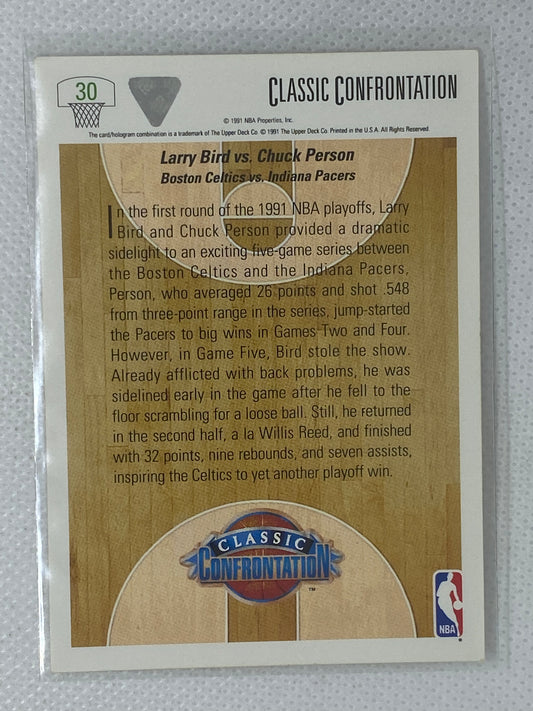 30
CLASSIC CONFRONTATION
© 1991 NBA Properties, Inc.
The card/hologram combination is a trademark of The Upper Deck Co. © 1991 The Upper Deck Co. Printed in the U.S.A. All Rights Reserved.
Larry Bird vs. Chuck Person
Boston Celtics vs. Indiana Pacers
In the first round of the 1991 NBA playoffs, Larry
Bird and Chuck Person provided a dramatic
sidelight to an exciting five-game series between
the Boston Celtics and the Indiana Pacers,
Person, who averaged 26 points and shot .548
from three-point range in the series, jump-started
the Pacers to big wins in Games Two and Four.
However, in Game Five, Bird stole the show.
Already afflicted with back problems, he was
sidelined early in the game after he fell to the
floor scrambling for a loose ball. Still, he returned
in the second half, a la Willis Reed, and finished
with 32 points, nine rebounds, and seven assists,
inspiring the Celtics to yet another playoff win.
CLASSIC
CONFRONTATION
™
NBA